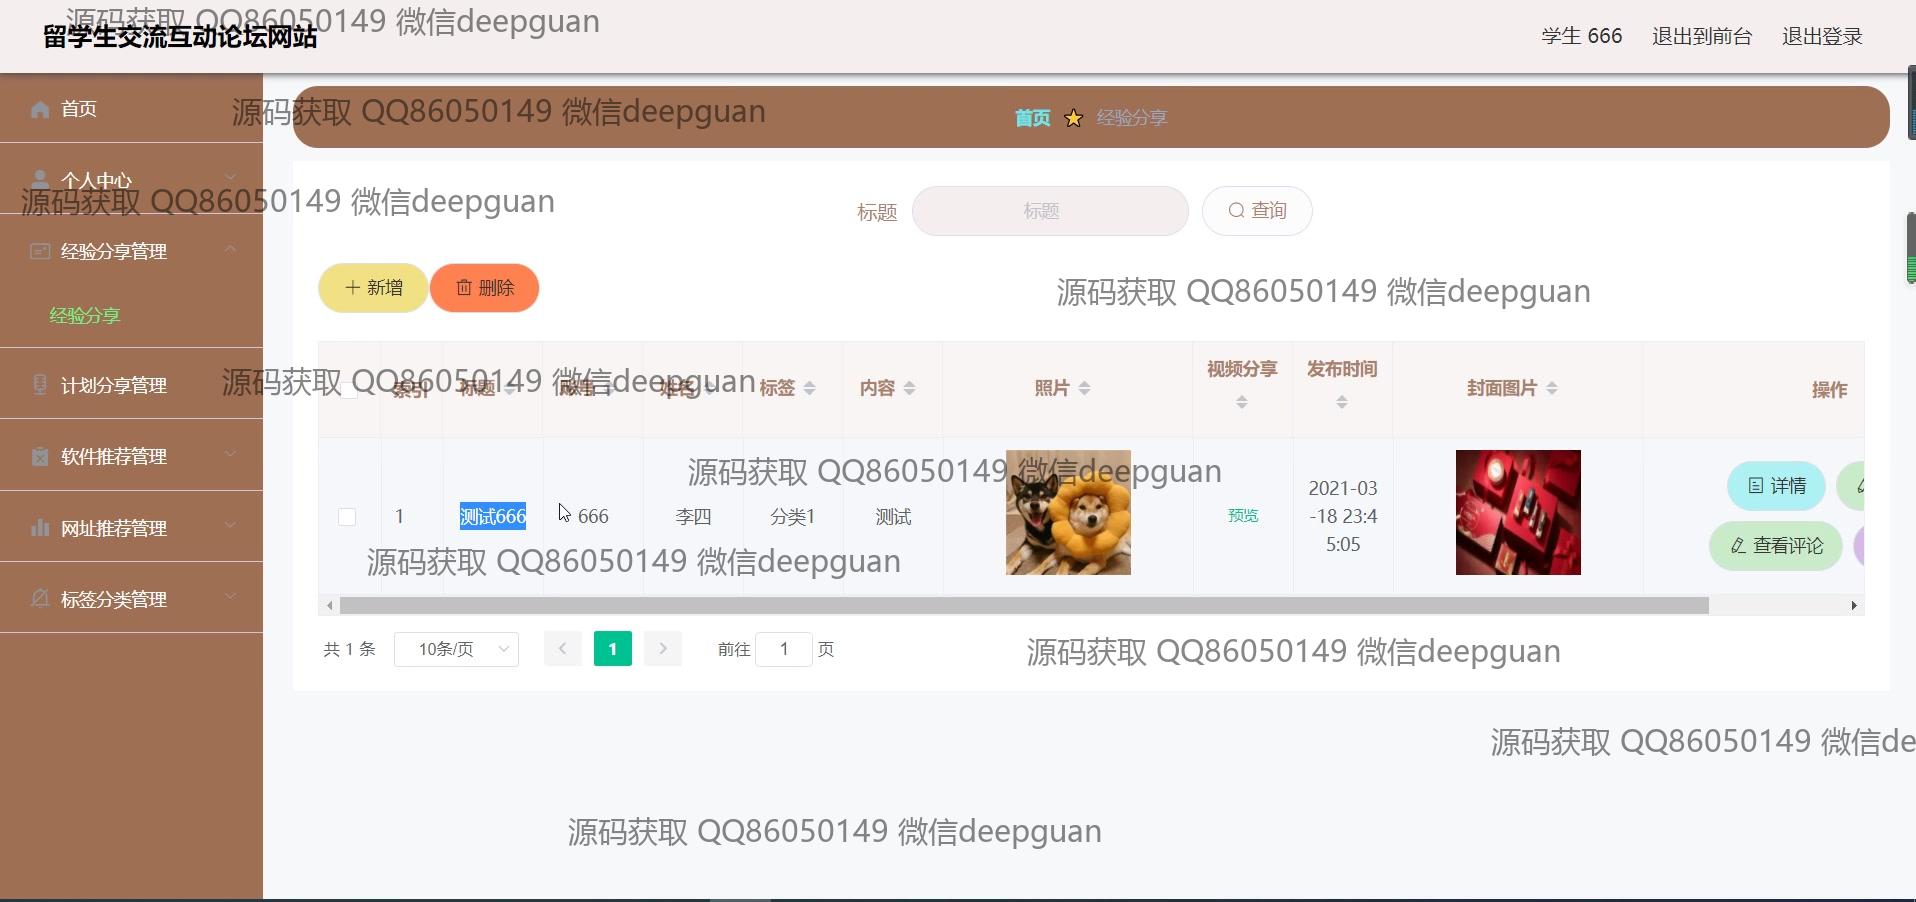 源码获取 QQ86050149 微信deepguan
留学生交流互动论坛网站
学生 666 退出到前台 退出登录
首页
源码获取 QQ86050149 微信deepguan
首页 经验分享
个人中心
源码获取 QQ86050149 微信deepguan
标题 标题 查询
经验分享管理
新增 删除
源码获取 QQ86050149 微信deepguan
经验分享
计划分享管理
源码获取 QQ86050149 微信deepguan
索引 标题 姓名 标签 内容 照片 视频分享 发布时间 封面图片 操作
软件推荐管理
源码获取 QQ86050149 微信deepguan
1 测试666 666 李四 分类1 测试 预览
2021-03
-18 23:4
5:05
详情
查看评论
网址推荐管理
源码获取 QQ86050149 微信deepguan
标签分类管理
共 1 条 10条/页 1 前往 1 页
源码获取 QQ86050149 微信deepguan
源码获取 QQ86050149 微信de
源码获取 QQ86050149 微信deepguan